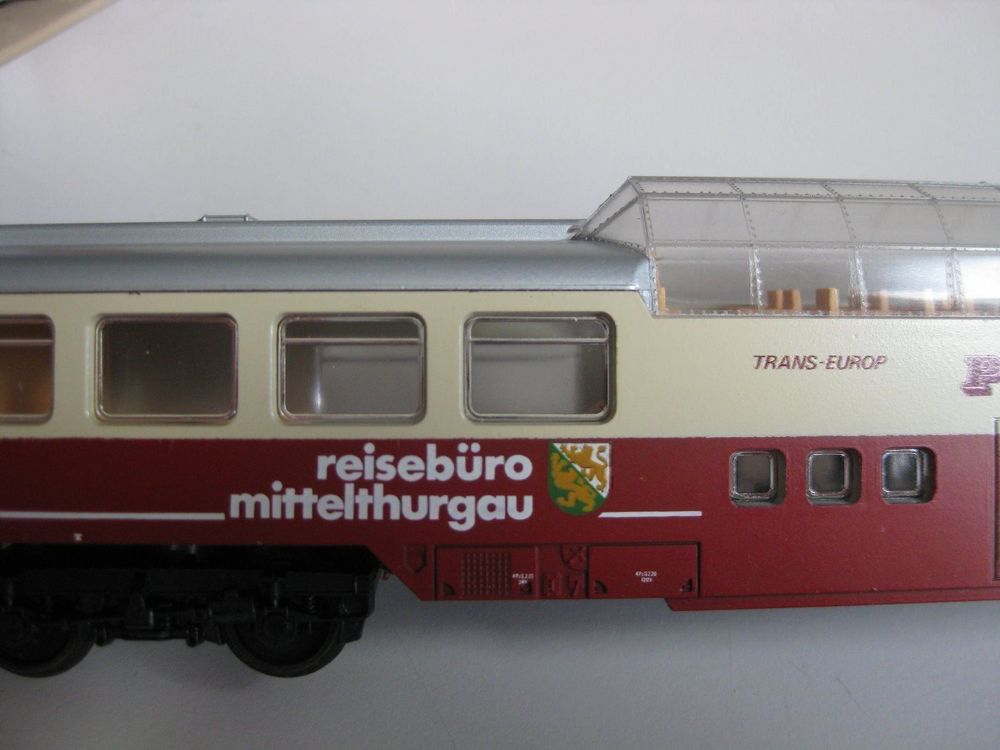 TRANS-EUROP
P
reisebüro
mittelthurgau